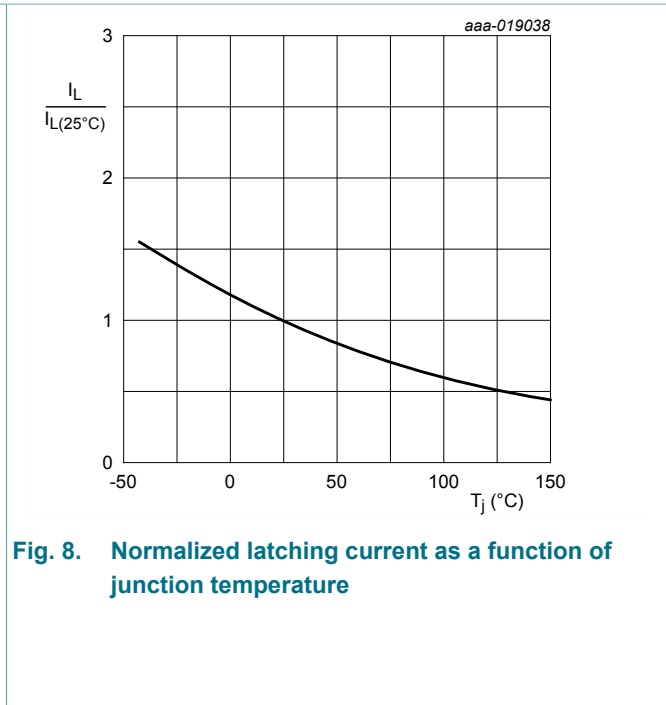 aaa-019038
3
I_L
I_L(25°C)
2
1
0
-50 0 50 100 150
T_j (°C)
Fig. 8. Normalized latching current as a function of
junction temperature